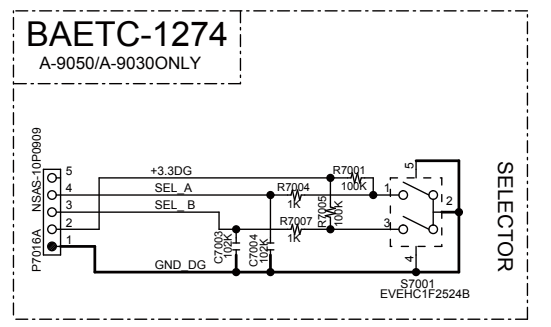 BAETC-1274
A-9050/A-9030ONLY
P7016A
NSAS-10P0909
5
4
3
2
1
+3.3DG
SEL_A
SEL_B
GND_DG
R7001
100K
R7004
1K
R7005
100K
R7007
1K
C7003
102K
C7004
102K
1
3
5
2
4
S7001
EVEHC1F2524B
SELECTOR